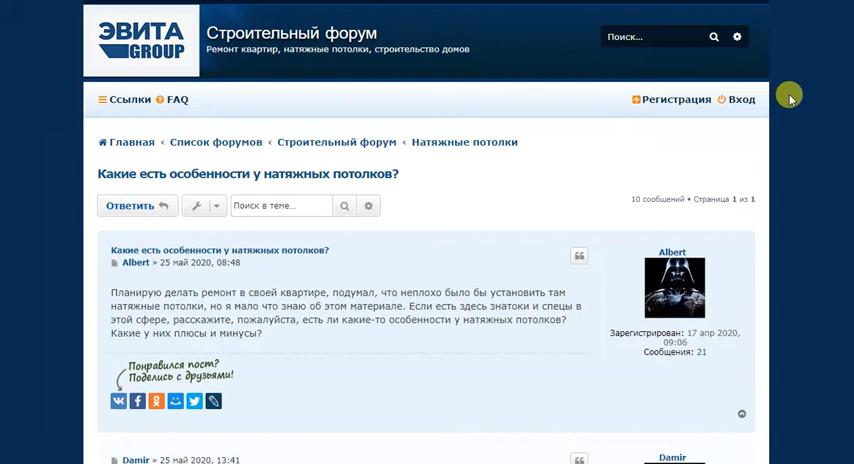 ЭВИТА
GROUP
Строительный форум
Ремонт квартир, натяжные потолки, строительство домов
Поиск...
Ссылки FAQ
Регистрация Вход
Главная ‹ Список форумов ‹ Строительный форум ‹ Натяжные потолки
Какие есть особенности у натяжных потолков?
Ответить
Поиск в теме…
10 сообщений • Страница 1 из 1
Какие есть особенности у натяжных потолков?
Albert » 25 май 2020, 08:48
Планирую делать ремонт в своей квартире, подумал, что неплохо было бы установить там
натяжные потолки, но я мало что знаю об этом материале. Если есть здесь знатоки и спецы в
этой сфере, расскажите, пожалуйста, есть ли какие-то особенности у натяжных потолков?
Какие у них плюсы и минусы?
Albert
Зарегистрирован: 17 апр 2020,
09:06
Сообщения: 21
Понравился пост?
Поделись с друзьями!
Damir » 25 май 2020, 13:41
Damir